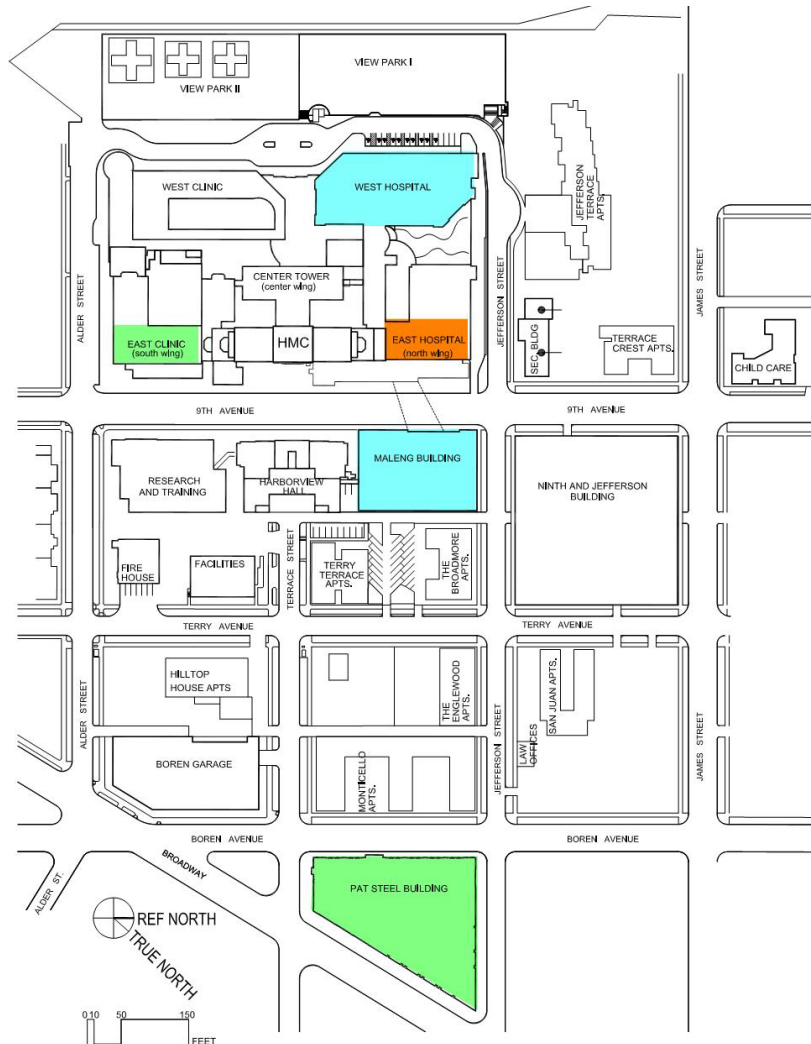 VIEW PARK I
VIEW PARK II
WEST CLINIC
WEST HOSPITAL
JEFFERSON
TERRACE
APTS.
CENTER TOWER
(center wing)
ALDER STREET
JEFFERSON STREET
JAMES STREET
EAST CLINIC
(south wing)
HMC
EAST HOSPITAL
(north wing)
SEC. BLDG
TERRACE
CREST APTS.
CHILD CARE
9TH AVENUE
9TH AVENUE
RESEARCH
AND TRAINING
HARBORVIEW
HALL
MALENG BUILDING
NINTH AND JEFFERSON
BUILDING
FIRE
HOUSE
FACILITIES
TERRACE STREET
TERRY
TERRACE
APTS.
THE
BROADMORE
APTS.
TERRY AVENUE
TERRY AVENUE
HILLTOP
HOUSE APTS
THE
ENGLEWOOD
APTS.
SAN JUAN APTS.
LAW
OFFICES
ALDER STREET
JEFFERSON STREET
JAMES STREET
BOREN GARAGE
MONTICELLO
APTS.
BOREN AVENUE
BOREN AVENUE
BROADWAY
ALDER ST.
PAT STEEL BUILDING
REF NORTH
TRUE NORTH
0 10 50 150
FEET